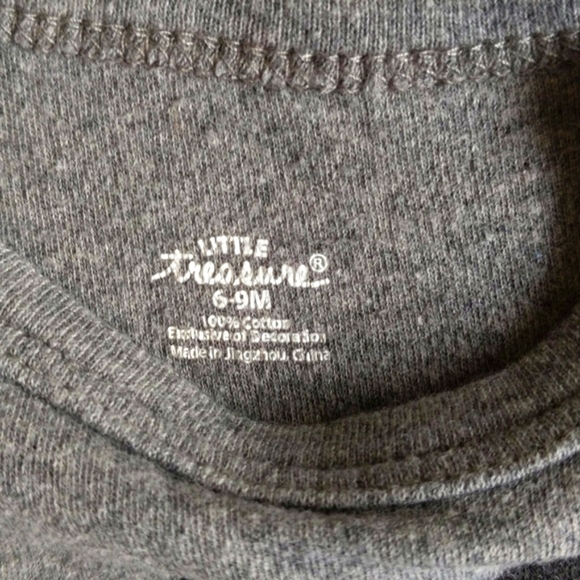 LITTLE
treasure®
6-9M
100% Cotton
Exclusive of Decoration
Made in Jingzhou, China